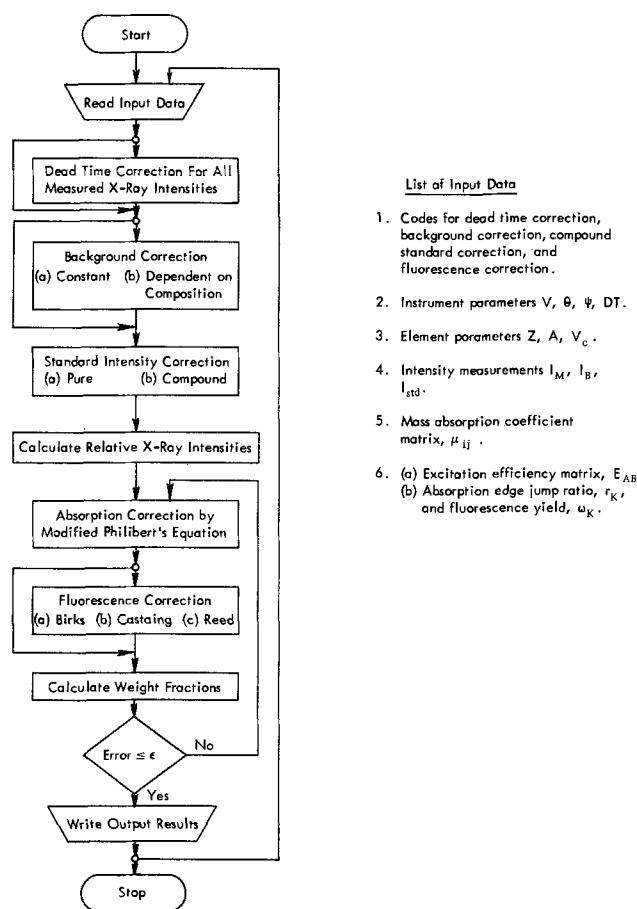 Start
Read Input Data
Dead Time Correction For All
Measured X-Ray Intensities
Background Correction
(a) Constant (b) Dependent on
Composition
Standard Intensity Correction
(a) Pure (b) Compound
Calculate Relative X-Ray Intensities
Absorption Correction by
Modified Philibert's Equation
Fluorescence Correction
(a) Birks (b) Castaing (c) Reed
Calculate Weight Fractions
Error ≤ ε
No
Yes
Write Output Results
Stop
List of Input Data
1. Codes for dead time correction,
background correction, compound
standard correction, and
fluorescence correction.
2. Instrument parameters V, θ, ψ, DT.
3. Element parameters Z, A, V_c.
4. Intensity measurements I_M, I_B,
I_std.
5. Mass absorption coefficient
matrix, μ_ij.
6. (a) Excitation efficiency matrix, E_AB
(b) Absorption edge jump ratio, r_K,
and fluorescence yield, ω_K.